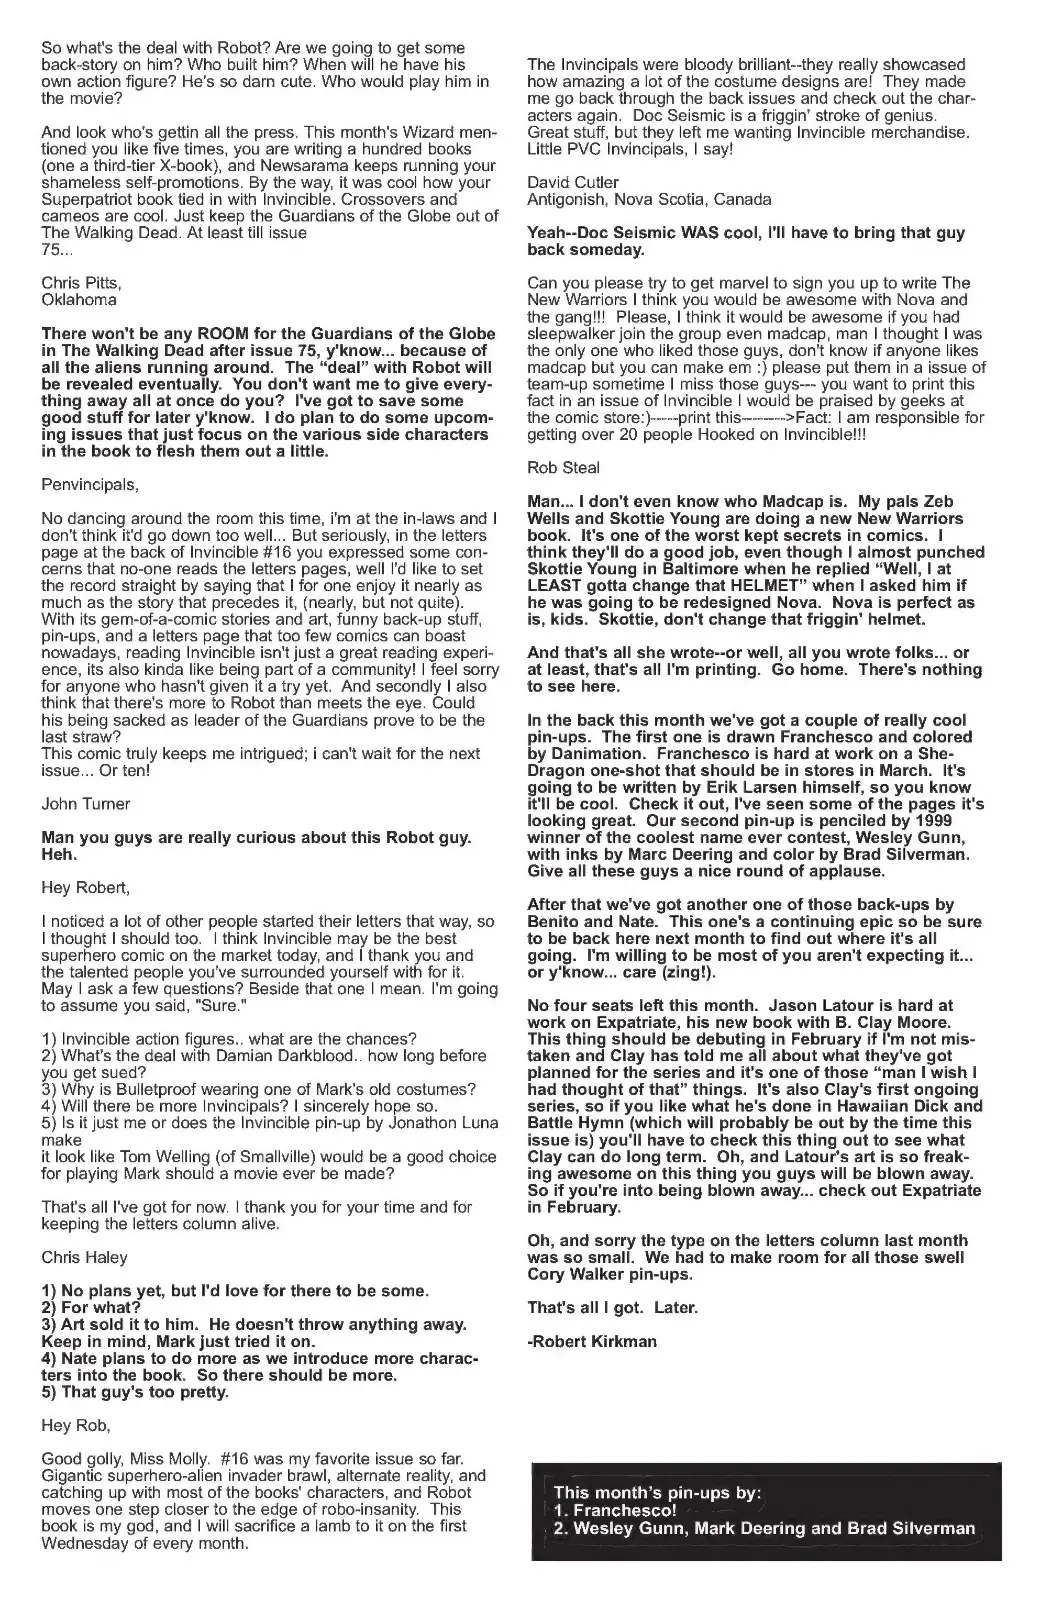 So what's the deal with Robot? Are we going to get some
back-story on him? Who built him? When will he have his
own action figure? He's so darn cute. Who would play him in
the movie?
And look who's gettin all the press. This month's Wizard men-
tioned you like five times, you are writing a hundred books
(one a third-tier X-book), and Newsarama keeps running your
shameless self-promotions. By the way, it was cool how your
Superpatriot book tied in with Invincible. Crossovers and
cameos are cool. Just keep the Guardians of the Globe out of
The Walking Dead. At least till issue
75...
Chris Pitts,
Oklahoma
There won't be any ROOM for the Guardians of the Globe
in The Walking Dead after issue 75, y'know... because of
all the aliens running around. The “deal” with Robot will
be revealed eventually. You don't want me to give every-
thing away all at once do you? I've got to save some
good stuff for later y'know. I do plan to do some upcom-
ing issues that just focus on the various side characters
in the book to flesh them out a little.
Penvincipals,
No dancing around the room this time, i'm at the in-laws and I
don't think it'd go down too well... But seriously, in the letters
page at the back of Invincible #16 you expressed some con-
cerns that no-one reads the letters pages, well I'd like to set
the record straight by saying that I for one enjoy it nearly as
much as the story that precedes it, (nearly, but not quite).
With its gem-of-a-comic stories and art, funny back-up stuff,
pin-ups, and a letters page that too few comics can boast
nowadays, reading Invincible isn't just a great reading experi-
ence, its also kinda like being part of a community! I feel sorry
for anyone who hasn't given it a try yet. And secondly I also
think that there's more to Robot than meets the eye. Could
his being sacked as leader of the Guardians prove to be the
last straw?
This comic truly keeps me intrigued; i can't wait for the next
issue... Or ten!
John Turner
Man you guys are really curious about this Robot guy.
Heh.
Hey Robert,
I noticed a lot of other people started their letters that way, so
I thought I should too. I think Invincible may be the best
superhero comic on the market today, and I thank you and
the talented people you've surrounded yourself with for it.
May I ask a few questions? Beside that one I mean. I'm going
to assume you said, "Sure."
1) Invincible action figures.. what are the chances?
2) What's the deal with Damian Darkblood.. how long before
you get sued?
3) Why is Bulletproof wearing one of Mark's old costumes?
4) Will there be more Invincipals? I sincerely hope so.
5) Is it just me or does the Invincible pin-up by Jonathon Luna
make
it look like Tom Welling (of Smallville) would be a good choice
for playing Mark should a movie ever be made?
That's all I've got for now. I thank you for your time and for
keeping the letters column alive.
Chris Haley
1) No plans yet, but I'd love for there to be some.
2) For what?
3) Art sold it to him. He doesn't throw anything away.
Keep in mind, Mark just tried it on.
4) Nate plans to do more as we introduce more charac-
ters into the book. So there should be more.
5) That guy's too pretty.
Hey Rob,
Good golly, Miss Molly. #16 was my favorite issue so far.
Gigantic superhero-alien invader brawl, alternate reality, and
catching up with most of the books' characters, and Robot
moves one step closer to the edge of robo-insanity. This
book is my god, and I will sacrifice a lamb to it on the first
Wednesday of every month.
The Invincipals were bloody brilliant--they really showcased
how amazing a lot of the costume designs are! They made
me go back through the back issues and check out the char-
acters again. Doc Seismic is a friggin' stroke of genius.
Great stuff, but they left me wanting Invincible merchandise.
Little PVC Invincipals, I say!
David Cutler
Antigonish, Nova Scotia, Canada
Yeah--Doc Seismic WAS cool, I'll have to bring that guy
back someday.
Can you please try to get marvel to sign you up to write The
New Warriors I think you would be awesome with Nova and
the gang!!! Please, I think it would be awesome if you had
sleepwalker join the group even madcap, man I thought I was
the only one who liked those guys, don't know if anyone likes
madcap but you can make em :) please put them in a issue of
team-up sometime I miss those guys--- you want to print this
fact in an issue of Invincible I would be praised by geeks at
the comic store:)------print this--------->Fact: I am responsible for
getting over 20 people Hooked on Invincible!!!
Rob Steal
Man... I don't even know who Madcap is. My pals Zeb
Wells and Skottie Young are doing a new New Warriors
book. It's one of the worst kept secrets in comics. I
think they'll do a good job, even though I almost punched
Skottie Young in Baltimore when he replied “Well, I at
LEAST gotta change that HELMET” when I asked him if
he was going to be redesigned Nova. Nova is perfect as
is, kids. Skottie, don't change that friggin' helmet.
And that's all she wrote--or well, all you wrote folks... or
at least, that's all I'm printing. Go home. There's nothing
to see here.
In the back this month we've got a couple of really cool
pin-ups. The first one is drawn Franchesco and colored
by Danimation. Franchesco is hard at work on a She-
Dragon one-shot that should be in stores in March. It's
going to be written by Erik Larsen himself, so you know
it'll be cool. Check it out, I've seen some of the pages it's
looking great. Our second pin-up is penciled by 1999
winner of the coolest name ever contest, Wesley Gunn,
with inks by Marc Deering and color by Brad Silverman.
Give all these guys a nice round of applause.
After that we've got another one of those back-ups by
Benito and Nate. This one's a continuing epic so be sure
to be back here next month to find out where it's all
going. I'm willing to be most of you aren't expecting it...
or y'know... care (zing!).
No four seats left this month. Jason Latour is hard at
work on Expatriate, his new book with B. Clay Moore.
This thing should be debuting in February if I'm not mis-
taken and Clay has told me all about what they've got
planned for the series and it's one of those “man I wish I
had thought of that” things. It's also Clay's first ongoing
series, so if you like what he's done in Hawaiian Dick and
Battle Hymn (which will probably be out by the time this
issue is) you'll have to check this thing out to see what
Clay can do long term. Oh, and Latour's art is so freak-
ing awesome on this thing you guys will be blown away.
So if you're into being blown away... check out Expatriate
in February.
Oh, and sorry the type on the letters column last month
was so small. We had to make room for all those swell
Cory Walker pin-ups.
That's all I got. Later.
-Robert Kirkman
This month's pin-ups by:
1. Franchesco!
2. Wesley Gunn, Mark Deering and Brad Silverman